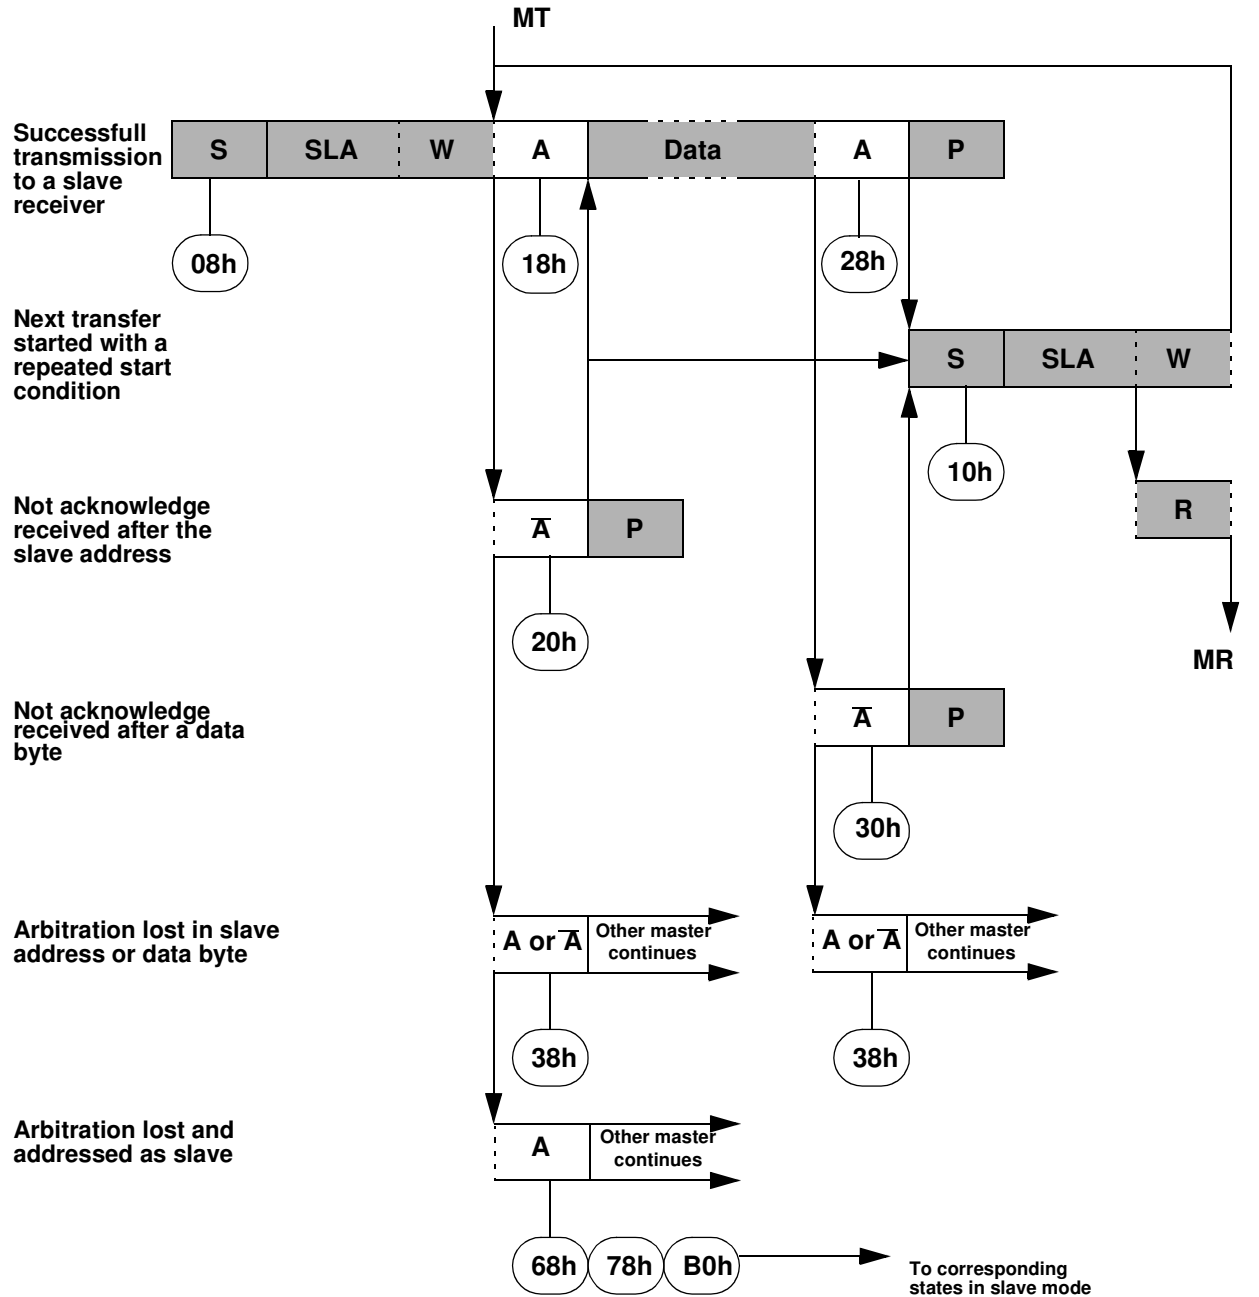 MT
Successfull
transmission
to a slave
receiver
S SLA W A Data A P
08h 18h 28h
Next transfer
started with a
repeated start
condition
S SLA W
10h
Not acknowledge
received after the
slave address
A̅ P
R
20h
MR
Not acknowledge
received after a data
byte
A̅ P
30h
Arbitration lost in slave
address or data byte
A or A̅
Other master
continues
A or A̅
Other master
continues
38h 38h
Arbitration lost and
addressed as slave
A
Other master
continues
68h 78h B0h
To corresponding
states in slave mode